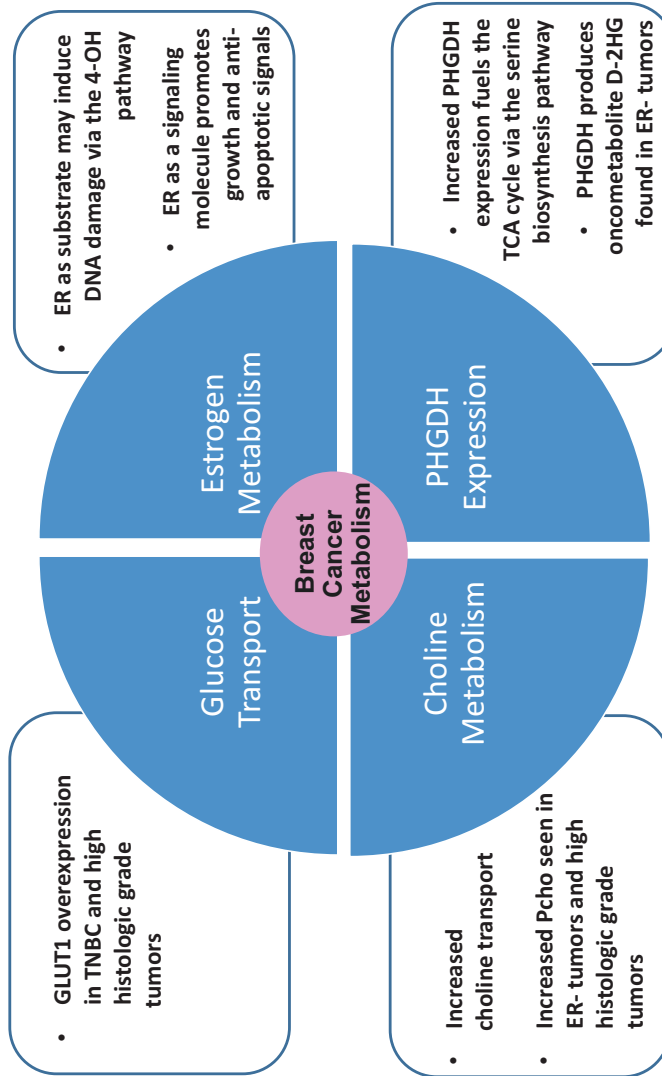 • GLUT1 overexpression
in TNBC and high
histologic grade
tumors
• ER as substrate may induce
DNA damage via the 4-OH
pathway
• ER as a signaling
molecule promotes
growth and anti-
apoptotic signals
Glucose
Transport
Estrogen
Metabolism
Breast
Cancer
Metabolism
Choline
Metabolism
PHGDH
Expression
• Increased
choline transport
• Increased Pcho seen in
ER- tumors and high
histologic grade
tumors
• Increased PHGDH
expression fuels the
TCA cycle via the serine
biosynthesis pathway
• PHGDH produces
oncometabolite D-2HG
found in ER- tumors